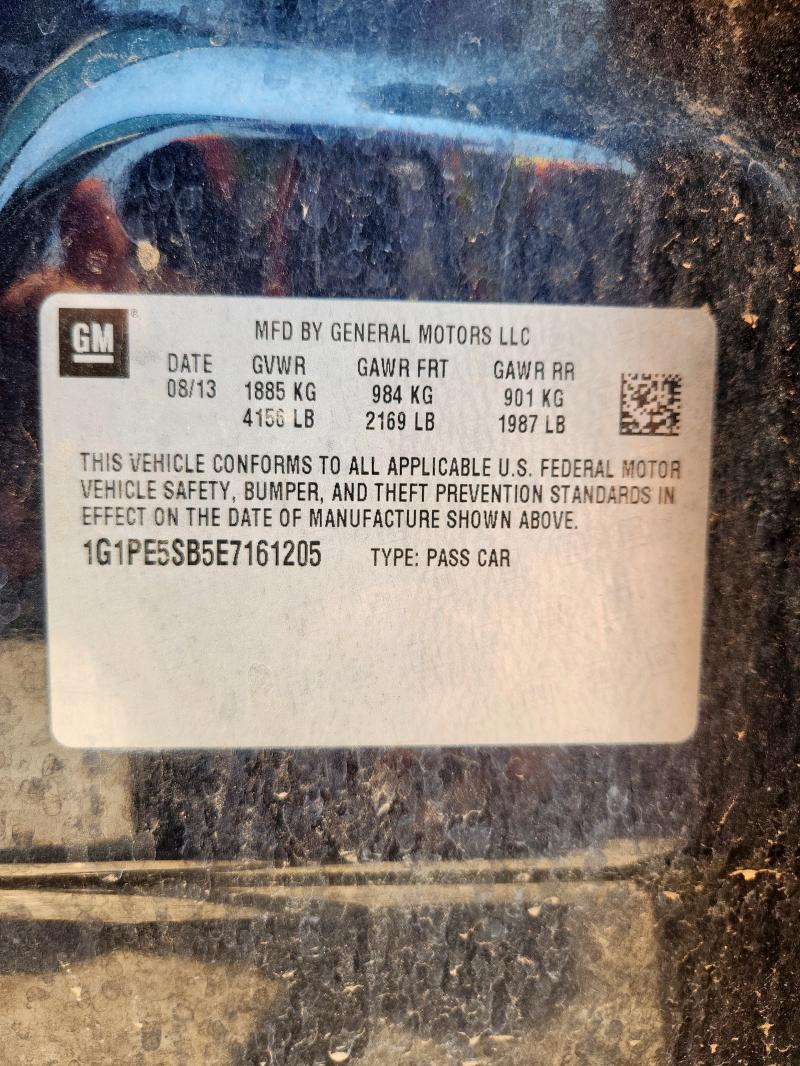 GM ®
MFD BY GENERAL MOTORS LLC
DATE GVWR GAWR FRT GAWR RR
08/13 1885 KG 984 KG 901 KG
4156 LB 2169 LB 1987 LB
THIS VEHICLE CONFORMS TO ALL APPLICABLE U.S. FEDERAL MOTOR
VEHICLE SAFETY, BUMPER, AND THEFT PREVENTION STANDARDS IN
EFFECT ON THE DATE OF MANUFACTURE SHOWN ABOVE.
1G1PE5SB5E7161205 TYPE: PASS CAR